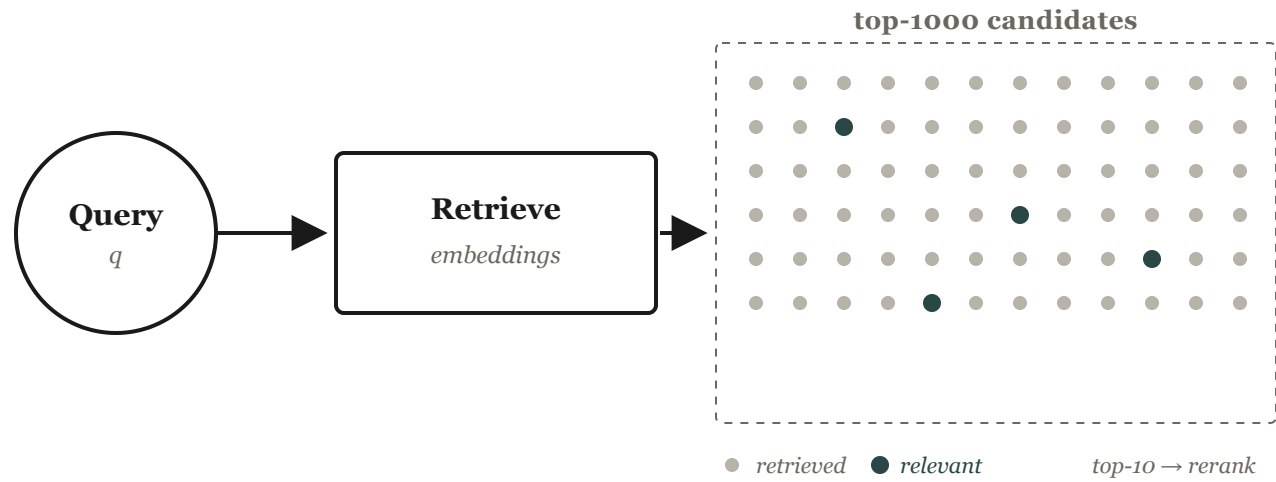 top-1000 candidates
Query
q
Retrieve
embeddings
retrieved
relevant
top-10 → rerank